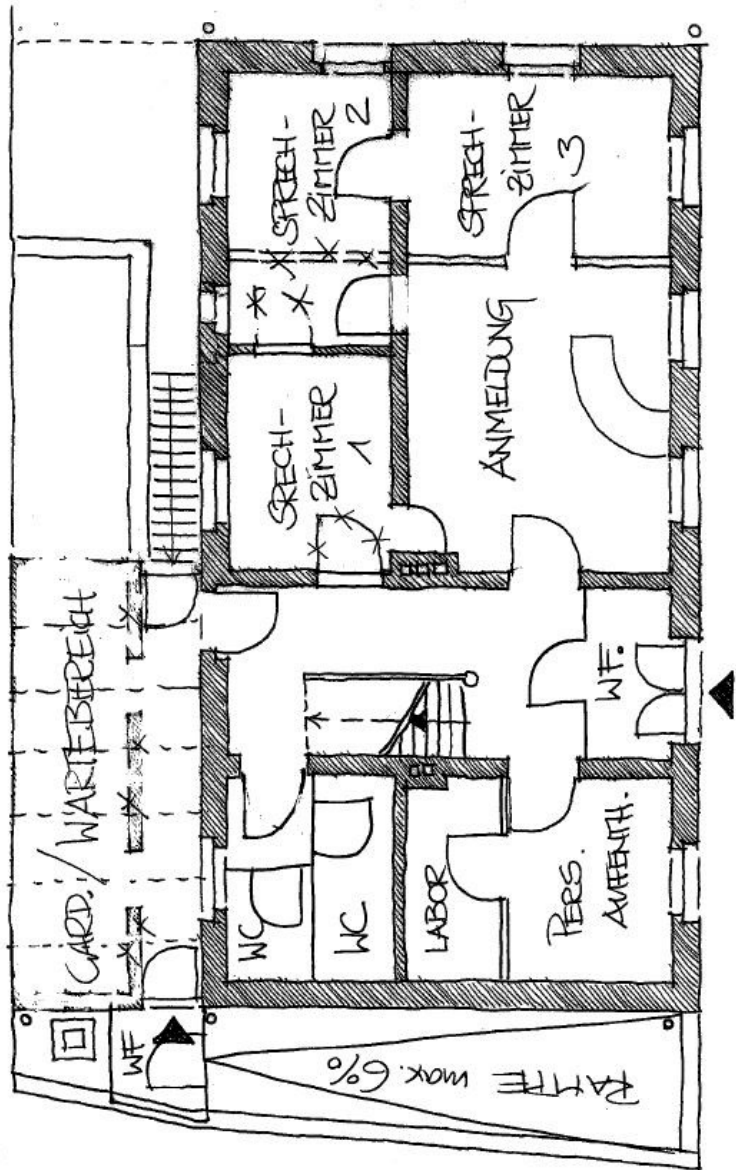 SPRECH-
ZIMMER
2
SPRECH-
ZIMMER
3
SRECH-
ZIMMER
1
ANMELDUNG
GARD./WARTEBEREICH
WF.
WC
WC
LABOR
PERS.
AUFENTH.
WF
RAMPE max. 6%